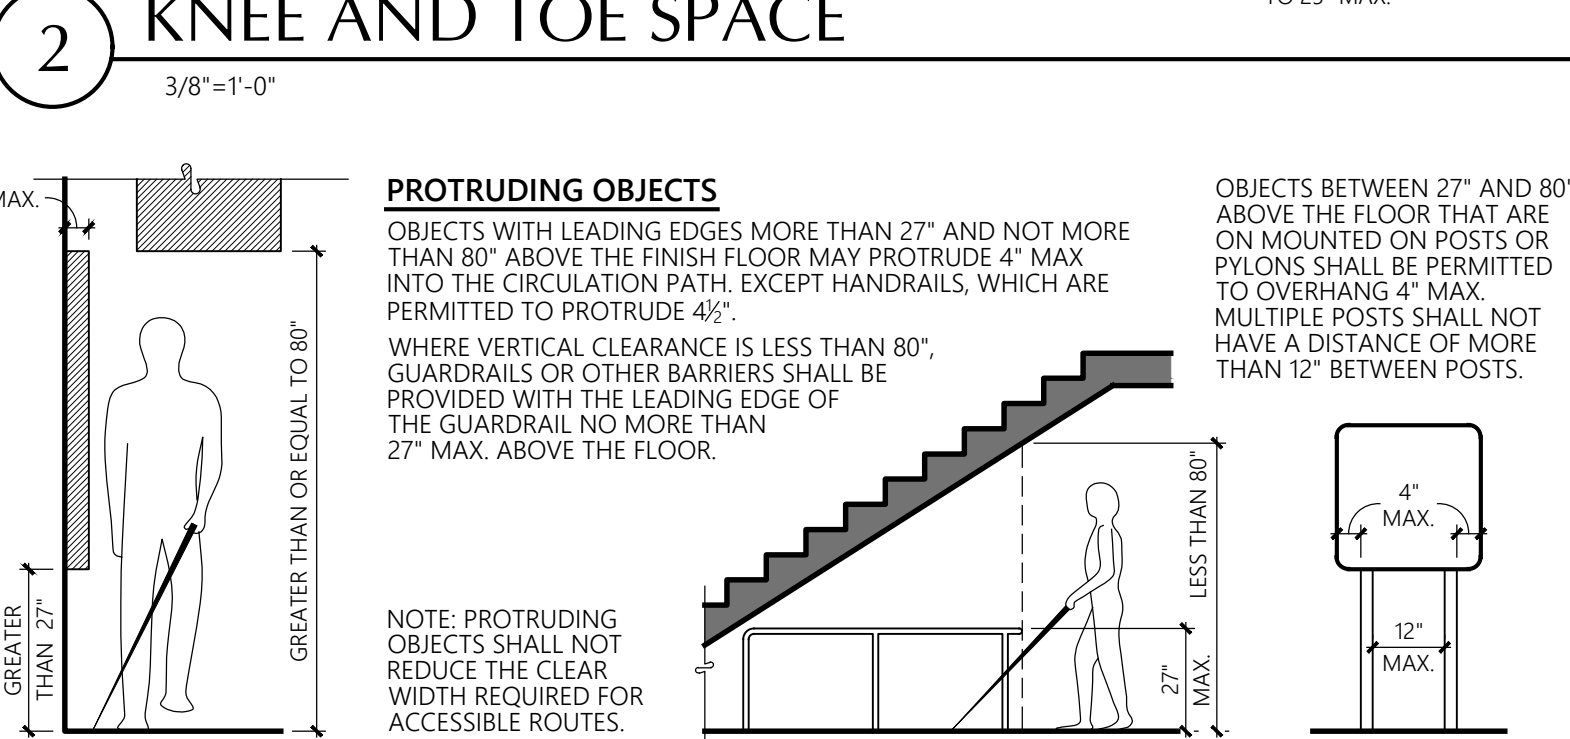 TO 25" MAX.
2
KNEE AND TOE SPACE
3/8"=1'-0"
MAX.
GREATER
THAN 27"
GREATER THAN OR EQUAL TO 80"
PROTRUDING OBJECTS
OBJECTS WITH LEADING EDGES MORE THAN 27" AND NOT MORE
THAN 80" ABOVE THE FINISH FLOOR MAY PROTRUDE 4" MAX
INTO THE CIRCULATION PATH. EXCEPT HANDRAILS, WHICH ARE
PERMITTED TO PROTRUDE 4½".
WHERE VERTICAL CLEARANCE IS LESS THAN 80",
GUARDRAILS OR OTHER BARRIERS SHALL BE
PROVIDED WITH THE LEADING EDGE OF
THE GUARDRAIL NO MORE THAN
27" MAX. ABOVE THE FLOOR.
NOTE: PROTRUDING
OBJECTS SHALL NOT
REDUCE THE CLEAR
WIDTH REQUIRED FOR
ACCESSIBLE ROUTES.
27"
MAX.
LESS THAN 80"
OBJECTS BETWEEN 27" AND 80"
ABOVE THE FLOOR THAT ARE
ON MOUNTED ON POSTS OR
PYLONS SHALL BE PERMITTED
TO OVERHANG 4" MAX.
MULTIPLE POSTS SHALL NOT
HAVE A DISTANCE OF MORE
THAN 12" BETWEEN POSTS.
4"
MAX.
12"
MAX.